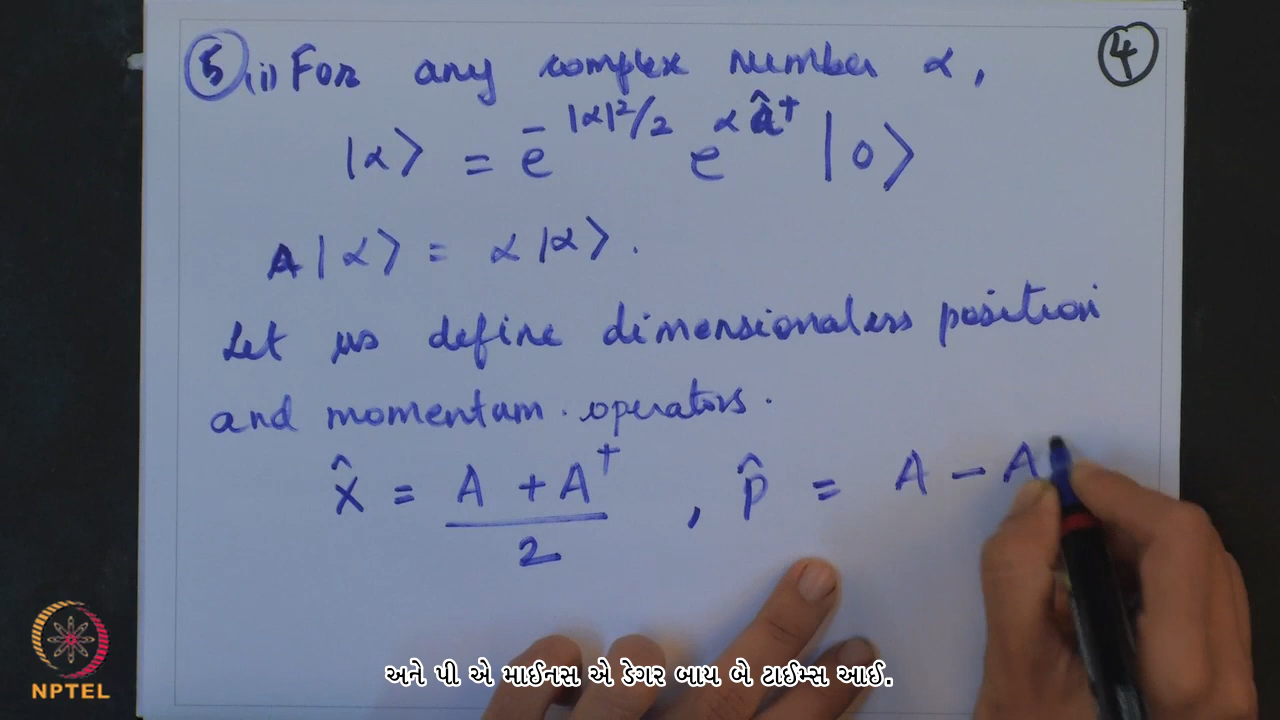 5 (i) For any complex number α,
4
|α> = e^-|α|²/2 e^αâ† |0>
A|α> = α|α>.
Let us define dimensionless position
and momentum. operators.
x̂ = A + A† / 2 , p̂ = A - A
અને પી એ માઈનસ એ ડેગર બાય બે ટાઈમ્સ આઈ.
NPTEL